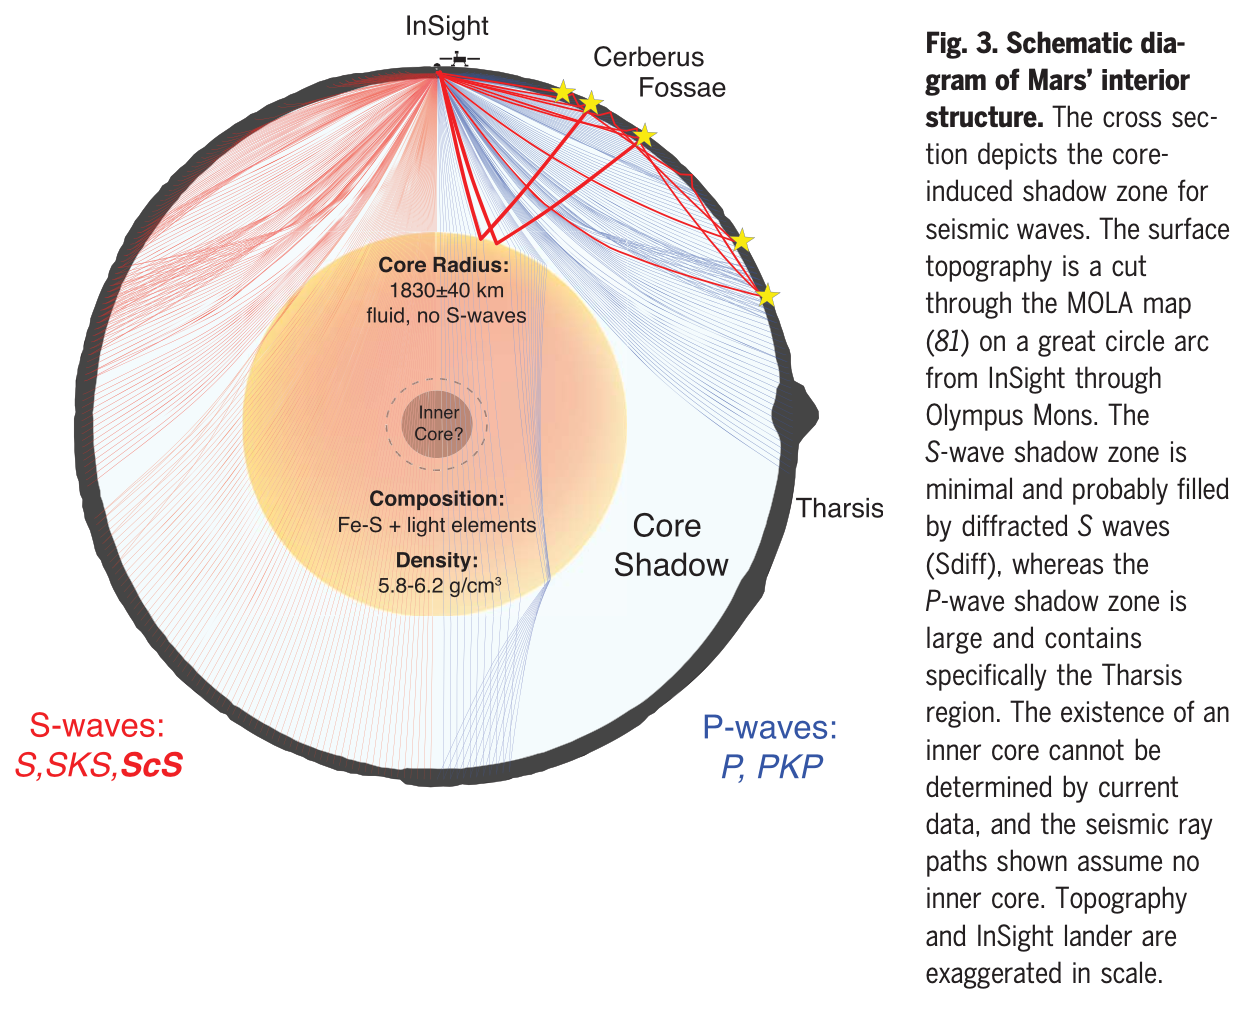 InSight
Cerberus
Fossae
Core Radius:
1830±40 km
fluid, no S-waves
Inner
Core?
Composition:
Fe-S + light elements
Density:
5.8-6.2 g/cm³
Core
Shadow
Tharsis
S-waves:
S,SKS,ScS
P-waves:
P, PKP
Fig. 3. Schematic dia-
gram of Mars’ interior
structure. The cross sec-
tion depicts the core-
induced shadow zone for
seismic waves. The surface
topography is a cut
through the MOLA map
(81) on a great circle arc
from InSight through
Olympus Mons. The
S-wave shadow zone is
minimal and probably filled
by diffracted S waves
(Sdiff), whereas the
P-wave shadow zone is
large and contains
specifically the Tharsis
region. The existence of an
inner core cannot be
determined by current
data, and the seismic ray
paths shown assume no
inner core. Topography
and InSight lander are
exaggerated in scale.